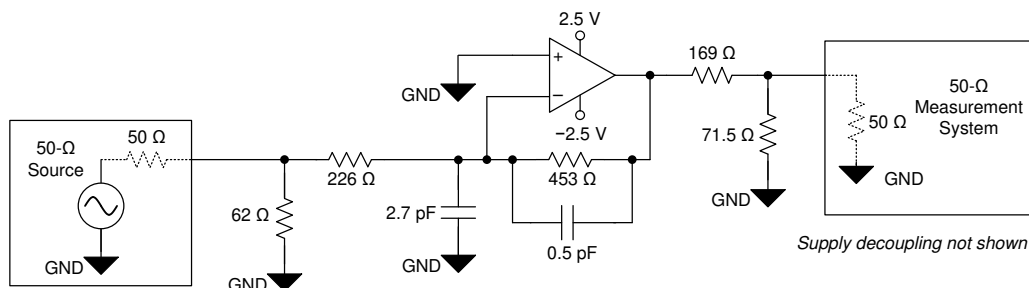 2.5 V
+
GND
−
−2.5 V
169 Ω
71.5 Ω
GND
50-Ω
Measurement
System
50 Ω
GND
Supply decoupling not shown
50-Ω
Source
50 Ω
GND
62 Ω
GND
226 Ω
2.7 pF
GND
453 Ω
0.5 pF